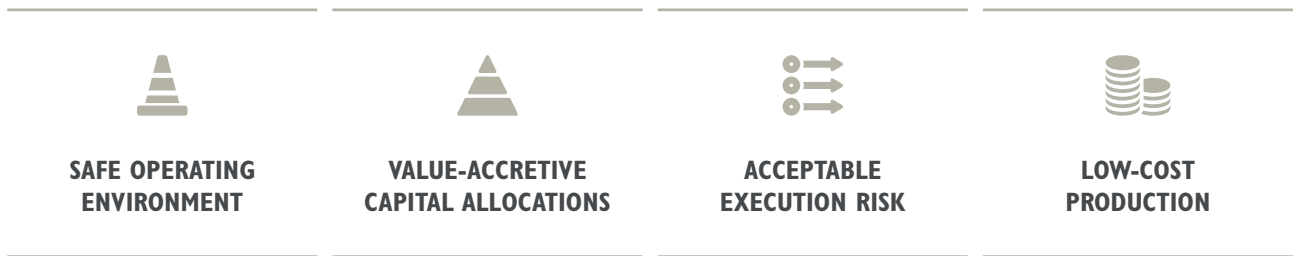 SAFE OPERATING
ENVIRONMENT
VALUE-ACCRETIVE
CAPITAL ALLOCATIONS
ACCEPTABLE
EXECUTION RISK
LOW-COST
PRODUCTION